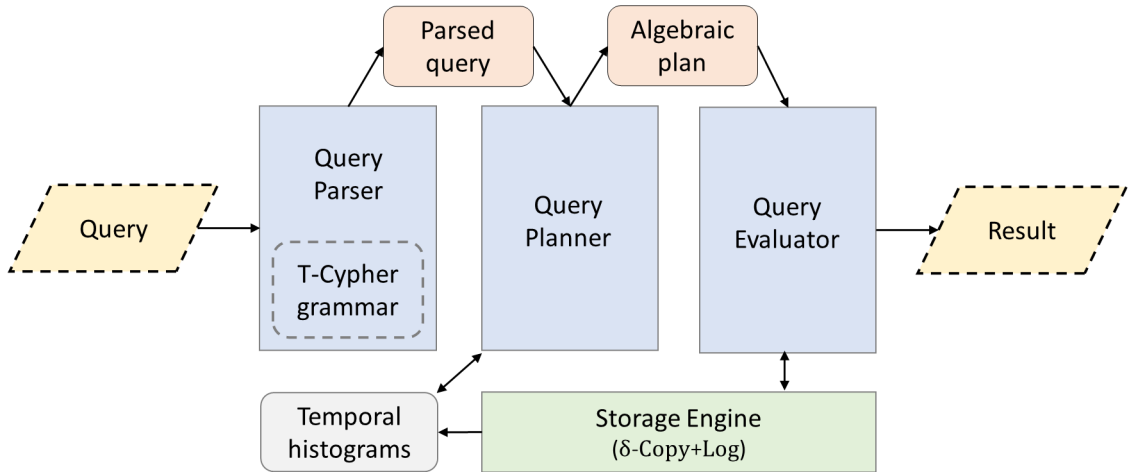 Parsed
query
Algebraic
plan
Query
Query
Parser
T-Cypher
grammar
Query
Planner
Query
Evaluator
Result
Temporal
histograms
Storage Engine
(δ-Copy+Log)